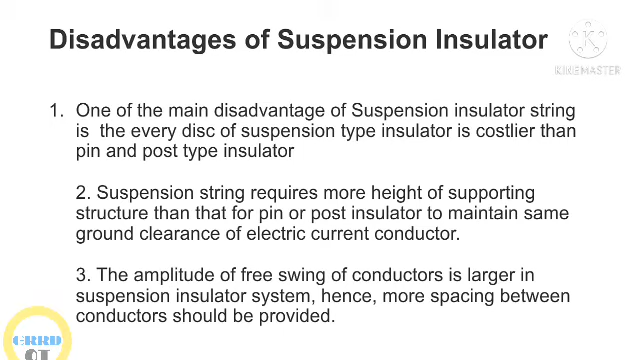 Disadvantages of Suspension Insulator
K
KINEMASTER
1. One of the main disadvantage of Suspension insulator string
is the every disc of suspension type insulator is costlier than
pin and post type insulator
2. Suspension string requires more height of supporting
structure than that for pin or post insulator to maintain same
ground clearance of electric current conductor.
3. The amplitude of free swing of conductors is larger in
suspension insulator system, hence, more spacing between
conductors should be provided.
GRRD